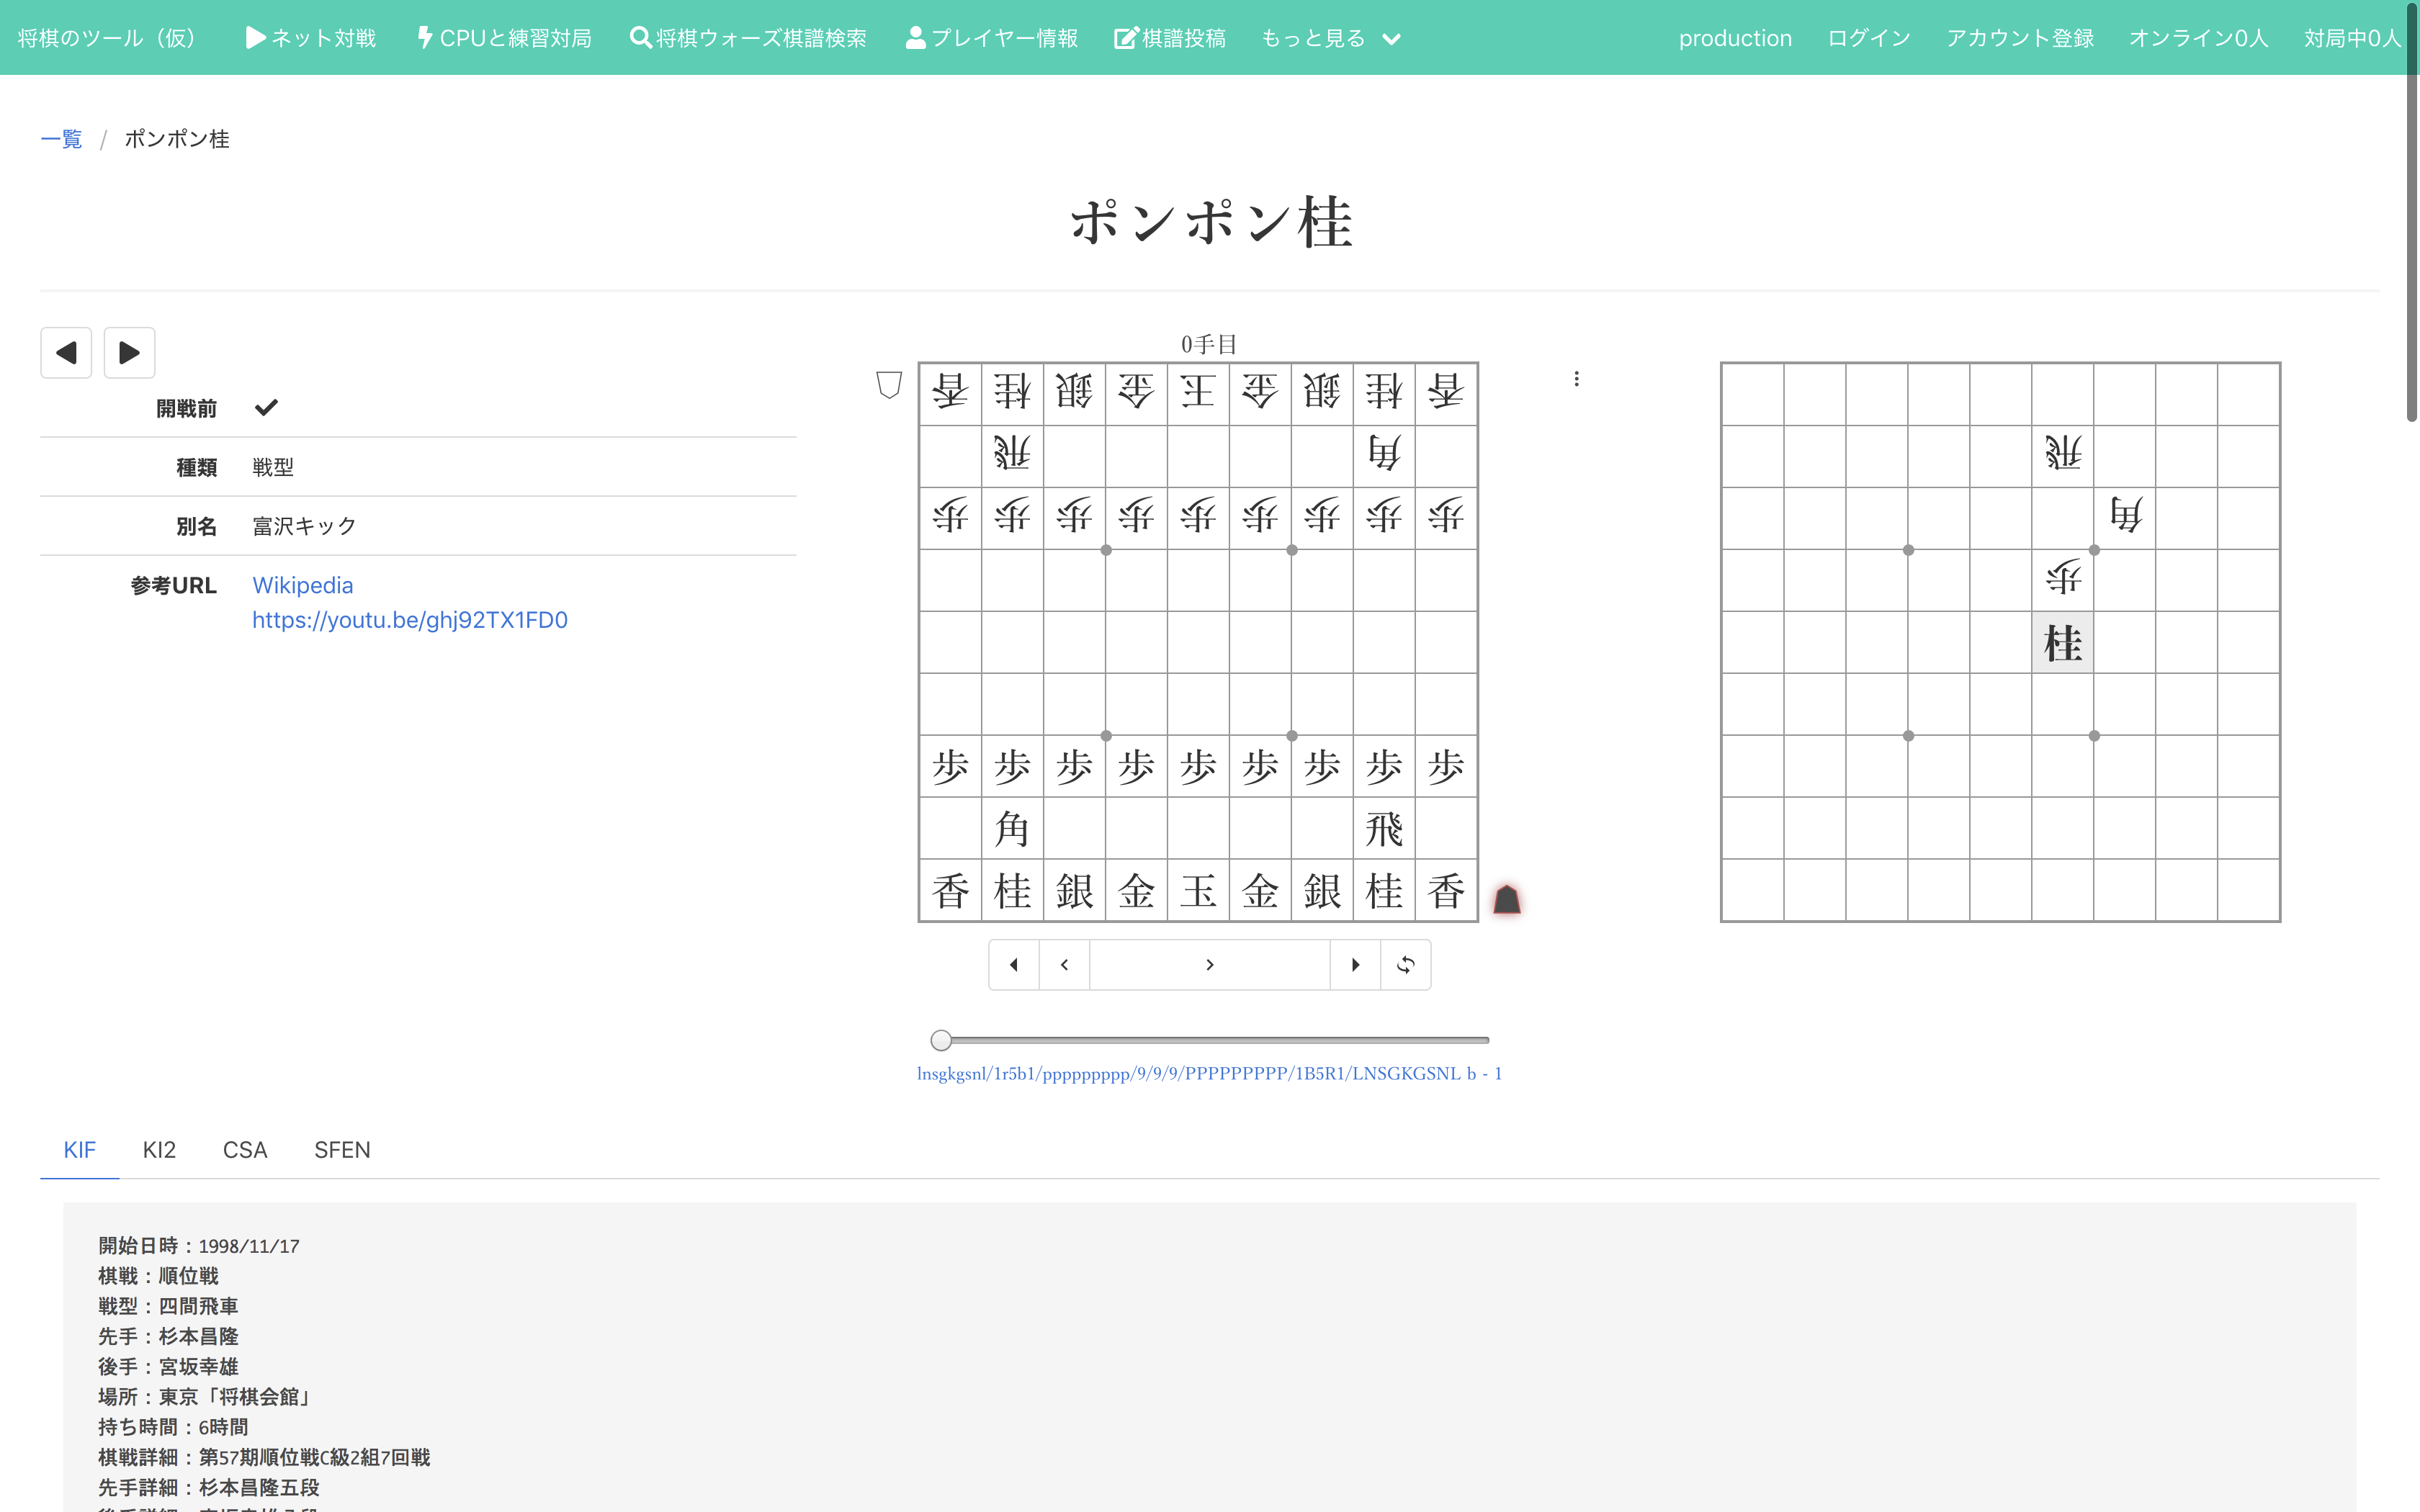 将棋のツール（仮） ネット対戦 CPUと練習対局 将棋ウォーズ棋譜検索 プレイヤー情報 棋譜投稿 もっと見る production ログイン アカウント登録 オンライン0人 対局中0人
一覧 / ポンポン桂
ポンポン桂
開戦前
種類 戦型
別名 富沢キック
参考URL Wikipedia
https://youtu.be/ghj92TX1FD0
0手目
香桂銀金王金銀桂香
飛角
歩歩歩歩歩歩歩歩歩
歩歩歩歩歩歩歩歩歩
角飛
香桂銀金玉金銀桂香
飛
角
歩
桂
lnsgkgsnl/1r5b1/ppppppppp/9/9/9/PPPPPPPPP/1B5R1/LNSGKGSNL b - 1
KIF KI2 CSA SFEN
開始日時：1998/11/17
棋戦：順位戦
戦型：四間飛車
先手：杉本昌隆
後手：宮坂幸雄
場所：東京「将棋会館」
持ち時間：6時間
棋戦詳細：第57期順位戦C級2組7回戦
先手詳細：杉本昌隆五段